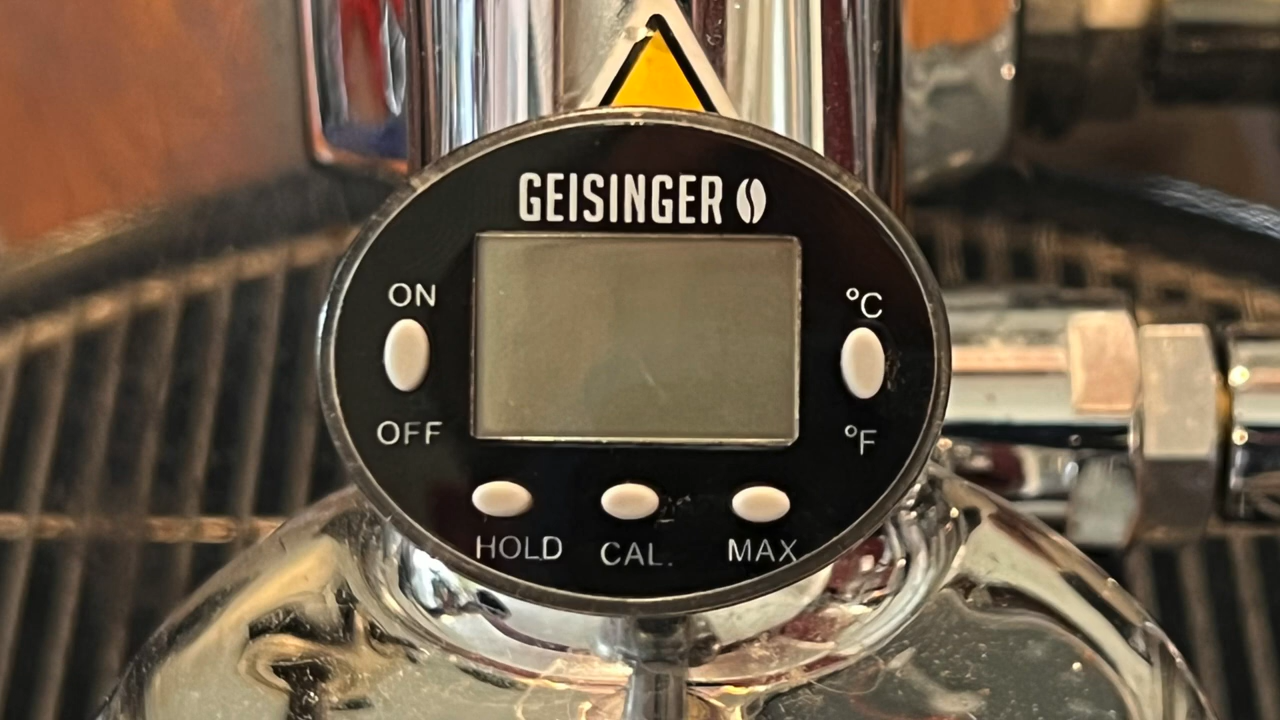 GEISINGER
ON
OFF
°C
°F
HOLD
CAL.
MAX